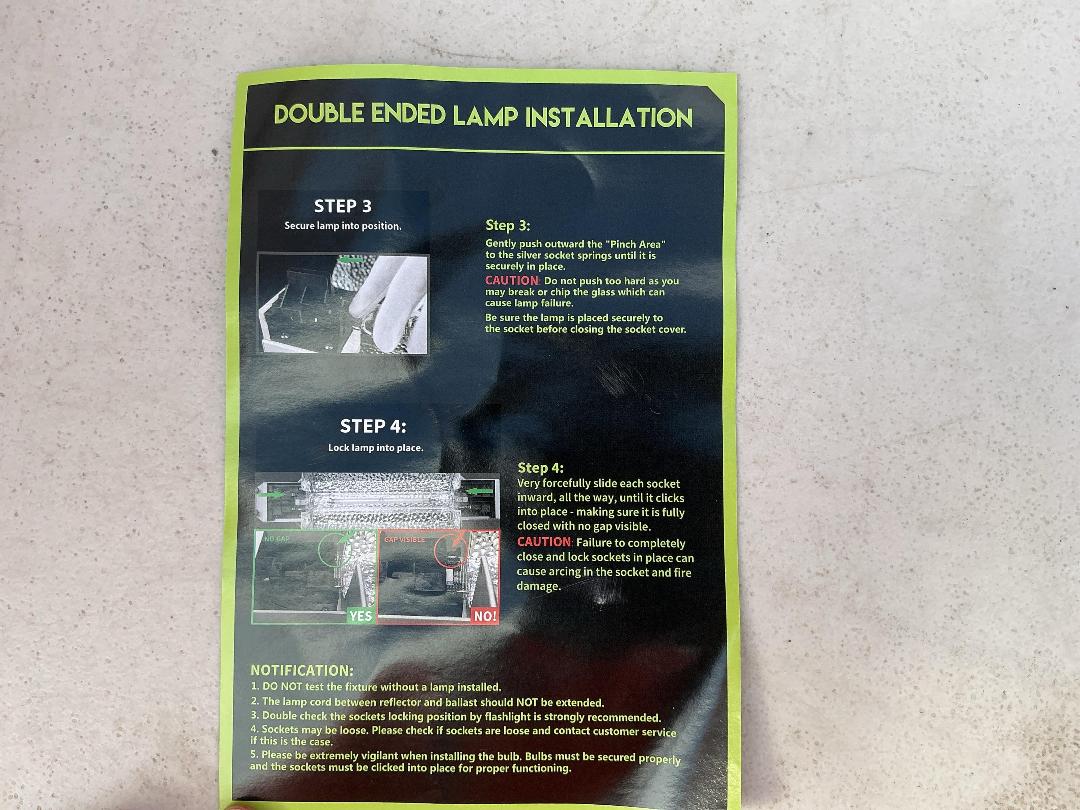 DOUBLE ENDED LAMP INSTALLATION
STEP 3
Secure lamp into position.
Step 3:
Gently push outward the "Pinch Area"
to the silver socket springs until it is
securely in place.
CAUTION: Do not push too hard as you
may break or chip the glass which can
cause lamp failure.
Be sure the lamp is placed securely to
the socket before closing the socket cover.
STEP 4:
Lock lamp into place.
NO GAP
YES
GAP VISIBLE
NO!
Step 4:
Very forcefully slide each socket
inward, all the way, until it clicks
into place - making sure it is fully
closed with no gap visible.
CAUTION: Failure to completely
close and lock sockets in place can
cause arcing in the socket and fire
damage.
NOTIFICATION:
1. DO NOT test the fixture without a lamp installed.
2. The lamp cord between reflector and ballast should NOT be extended.
3. Double check the sockets locking position by flashlight is strongly recommended.
4. Sockets may be loose. Please check if sockets are loose and contact customer service
if this is the case.
5. Please be extremely vigilant when installing the bulb. Bulbs must be secured properly
and the sockets must be clicked into place for proper functioning.